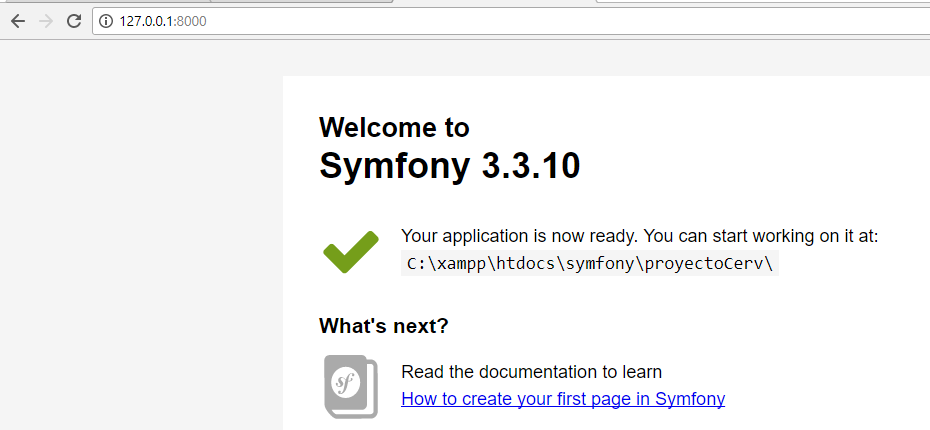 127.0.0.1:8000
Welcome to
Symfony 3.3.10
Your application is now ready. You can start working on it at:
C:\xampp\htdocs\symfony\proyectoCerv\
What's next?
sf
Read the documentation to learn
How to create your first page in Symfony